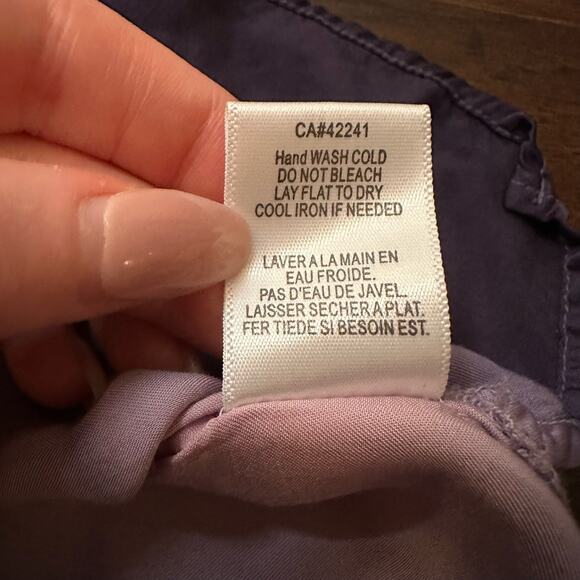 CA#42241
Hand WASH COLD
DO NOT BLEACH
LAY FLAT TO DRY
COOL IRON IF NEEDED
LAVER A LA MAIN EN
EAU FROIDE.
PAS D'EAU DE JAVEL.
LAISSER SECHER A PLAT.
FER TIEDE SI BESOIN EST.